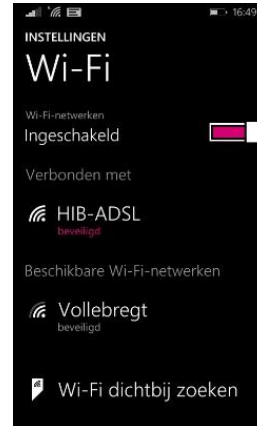 16:49
INSTELLINGEN
Wi-Fi
Wi-Fi-netwerken
Ingeschakeld
Verbonden met
HIB-ADSL
beveiligd
Beschikbare Wi-Fi-netwerken
Vollebregt
beveiligd
Wi-Fi dichtbij zoeken